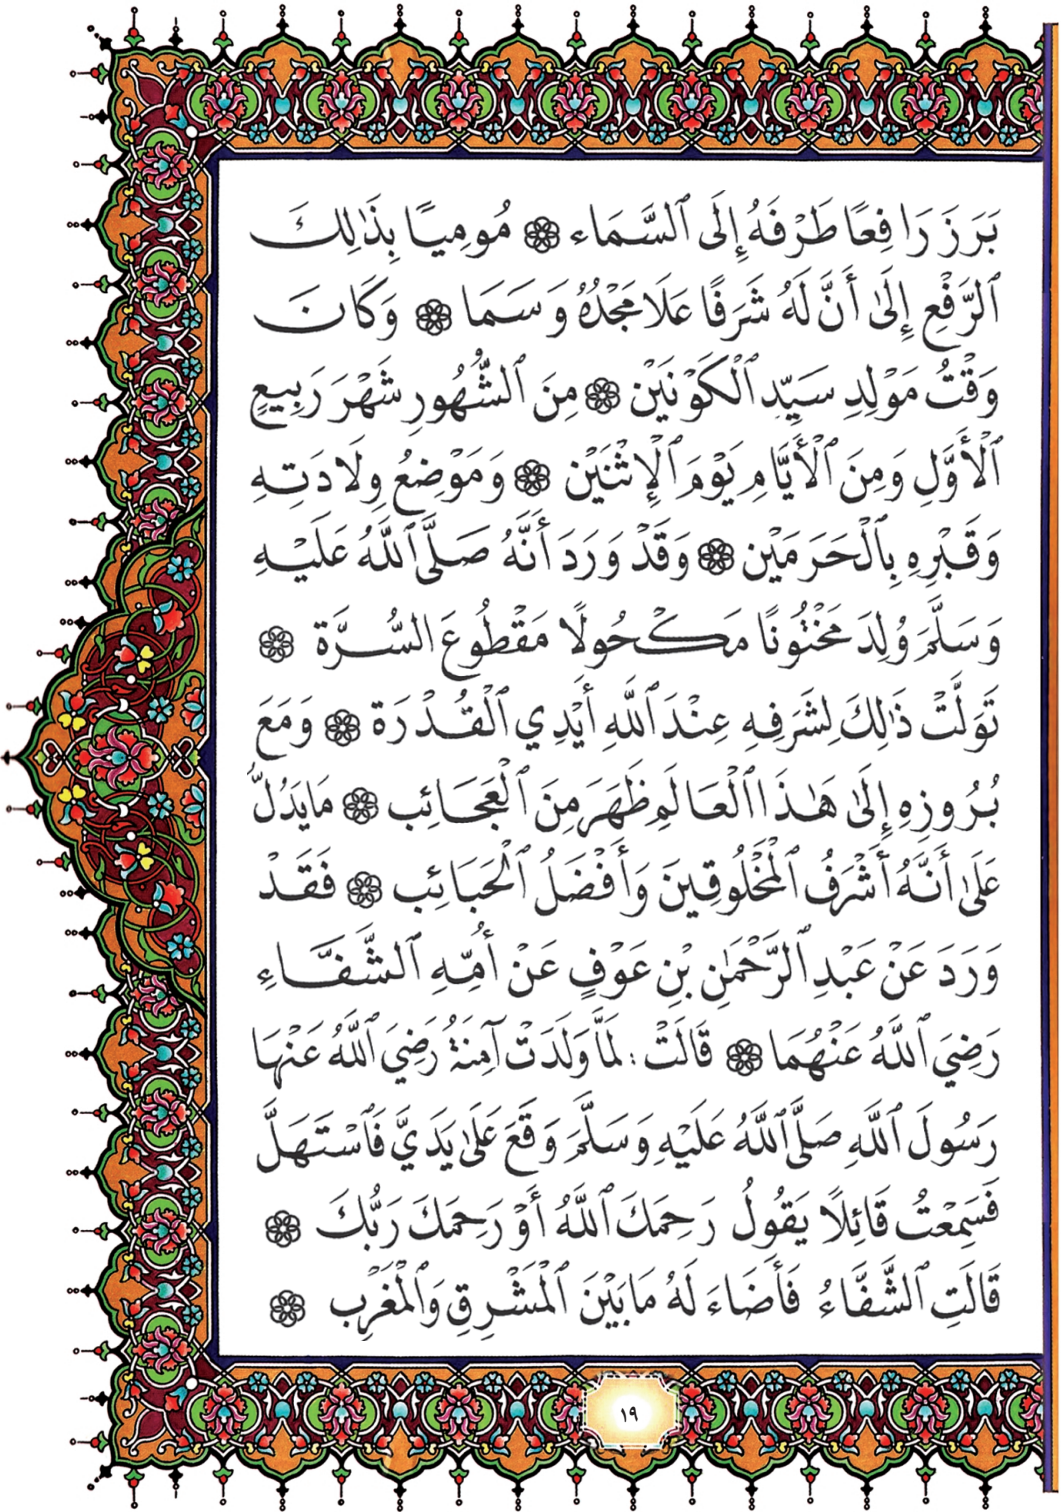 بَرَزَ رَافِعًا طَرْفَهُ إِلَى ٱلسَّمَاء ۞ مُومِيًا بِذَٰلِكَ
ٱلرَّفْعِ إِلَىٰ أَنَّ لَهُ شَرَفًا عَلَا مَجْدُهُ وَسَمَا ۞ وَكَانَ
وَقْتُ مَوْلِدِ سَيِّدِ ٱلْكَوْنَيْن ۞ مِنَ ٱلشُّهُورِ شَهْرَ رَبِيعٍ
ٱلْأَوَّلِ وَمِنَ ٱلْأَيَّامِ يَوْمَ ٱلْإِثْنَيْن ۞ وَمَوْضِعُ وِلَادَتِهِ
وَقَبْرِهِ بِٱلْحَرَمَيْن ۞ وَقَدْ وَرَدَ أَنَّهُ صَلَّى ٱللَّهُ عَلَيْهِ
وَسَلَّمَ وُلِدَ مَخْتُونًا مَكْحُولًا مَقْطُوعَ السُّرَّة ۞
تَوَلَّتْ ذَٰلِكَ لِشَرَفِهِ عِنْدَ ٱللَّهِ أَيْدِي ٱلْقُدْرَة ۞ وَمَعَ
بُرُوزِهِ إِلَىٰ هَٰذَا ٱلْعَالَمِ ظَهَرَ مِنَ ٱلْعَجَائِب ۞ مَا يَدُلُّ
عَلَىٰ أَنَّهُ أَشْرَفُ ٱلْمَخْلُوقِينَ وَأَفْضَلُ ٱلْحَبَائِب ۞ فَقَدْ
وَرَدَ عَنْ عَبْدِ ٱلرَّحْمَٰنِ بْنِ عَوْفٍ عَنْ أُمِّهِ ٱلشَّفَّاءِ
رَضِيَ ٱللَّهُ عَنْهُمَا ۞ قَالَتْ: لَمَّا وَلَدَتْ آمِنَةُ رَضِيَ ٱللَّهُ عَنْهَا
رَسُولَ ٱللَّهِ صَلَّى ٱللَّهُ عَلَيْهِ وَسَلَّمَ وَقَعَ عَلَىٰ يَدَيَّ فَٱسْتَهَلَّ
فَسَمِعْتُ قَائِلًا يَقُولُ رَحِمَكَ ٱللَّهُ أَوْ رَحِمَكَ رَبُّكَ ۞
قَالَتِ ٱلشَّفَّاءُ فَأَضَاءَ لَهُ مَا بَيْنَ ٱلْمَشْرِقِ وَٱلْمَغْرِب ۞
١٩